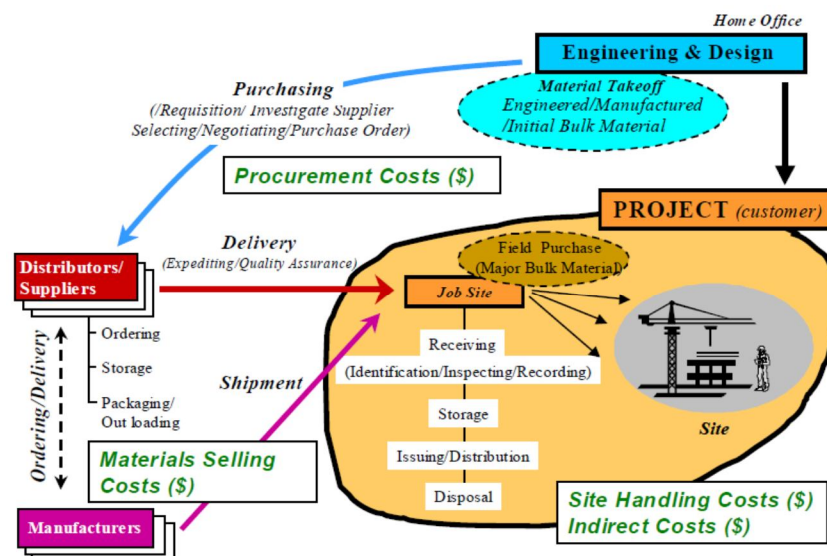 Home Office
Engineering & Design
Material Takeoff
Engineered/Manufactured
/Initial Bulk Material
Purchasing
(/Requisition/ Investigate Supplier
Selecting/Negotiating/Purchase Order)
Procurement Costs ($)
PROJECT (customer)
Delivery
(Expediting/Quality Assurance)
Field Purchase
(Major Bulk Material)
Distributors/
Suppliers
Job Site
Ordering
Storage
Packaging/
Out loading
Ordering/Delivery
Shipment
Receiving
(Identification/Inspecting/Recording)
Storage
Issuing/Distribution
Disposal
Site
Materials Selling
Costs ($)
Site Handling Costs ($)
Indirect Costs ($)
Manufacturers